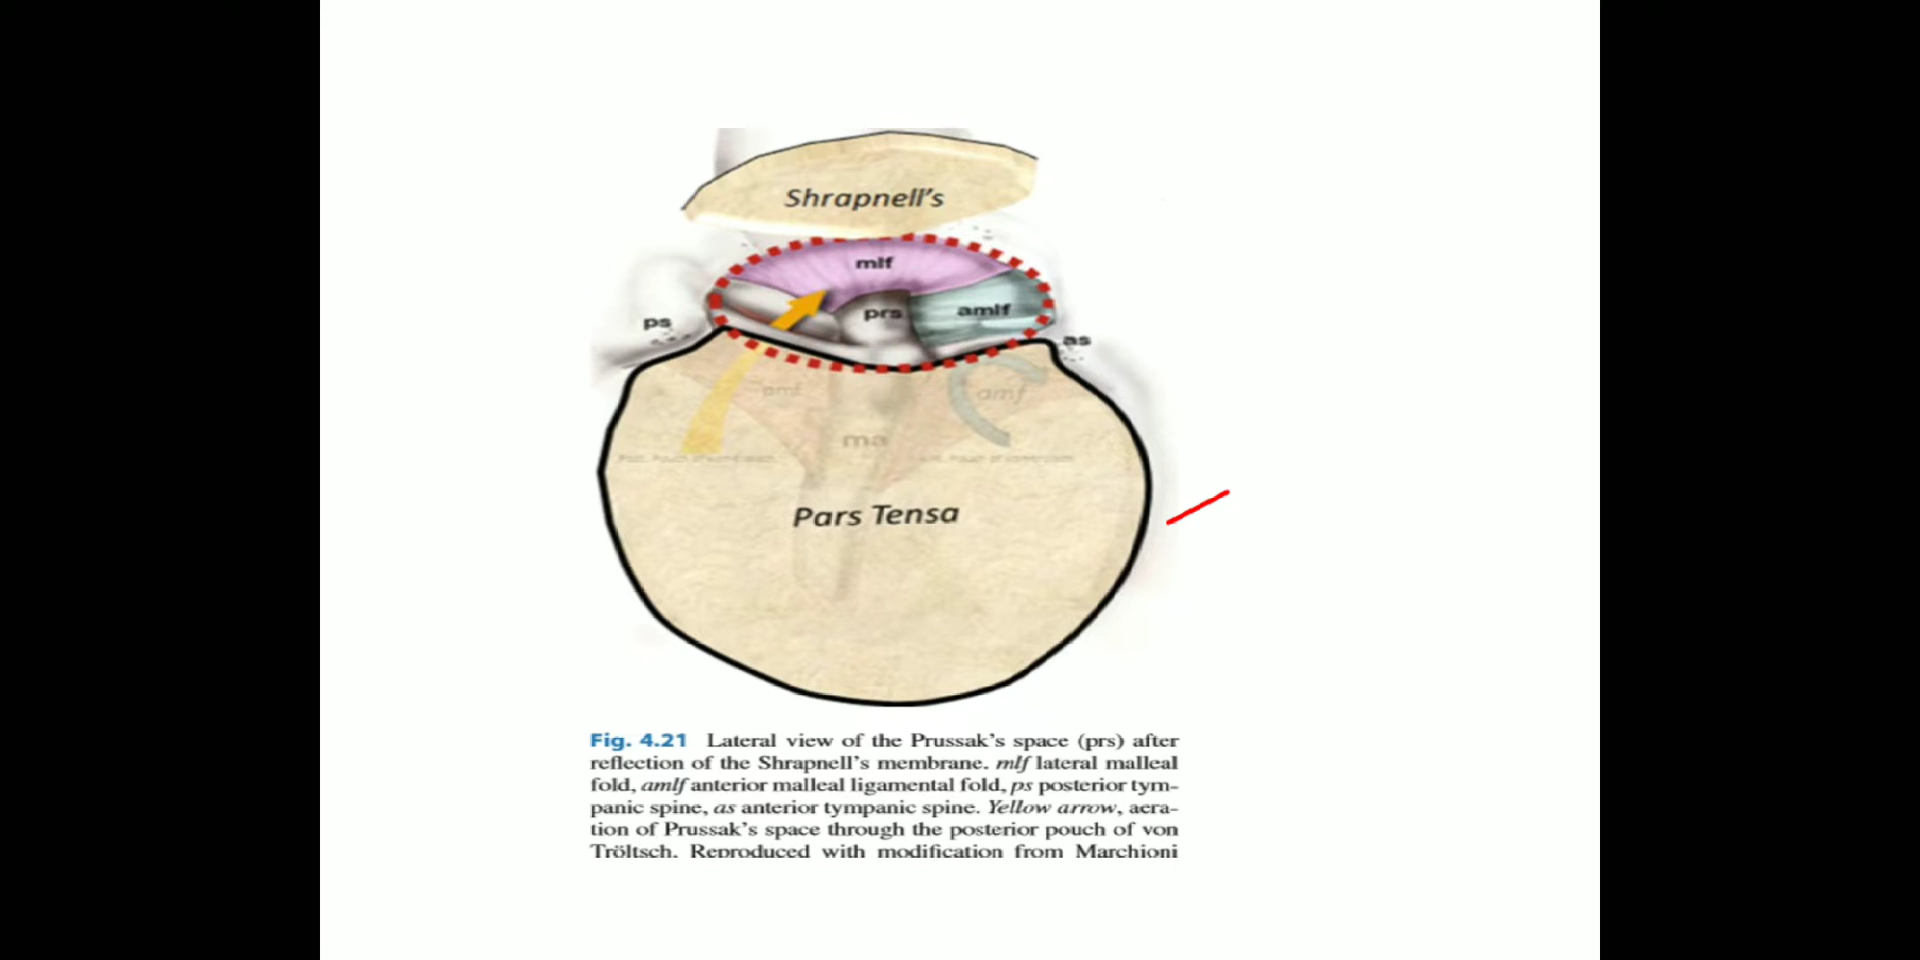 Shrapnell's
mlf
prs
amlf
ps
as
pmf
amf
ma
Pars Tensa
Fig. 4.21 Lateral view of the Prussak's space (prs) after
reflection of the Shrapnell's membrane. mlf lateral malleal
fold, amlf anterior malleal ligamental fold, ps posterior tym-
panic spine, as anterior tympanic spine. Yellow arrow, aera-
tion of Prussak's space through the posterior pouch of von
Tröltsch. Reproduced with modification from Marchioni